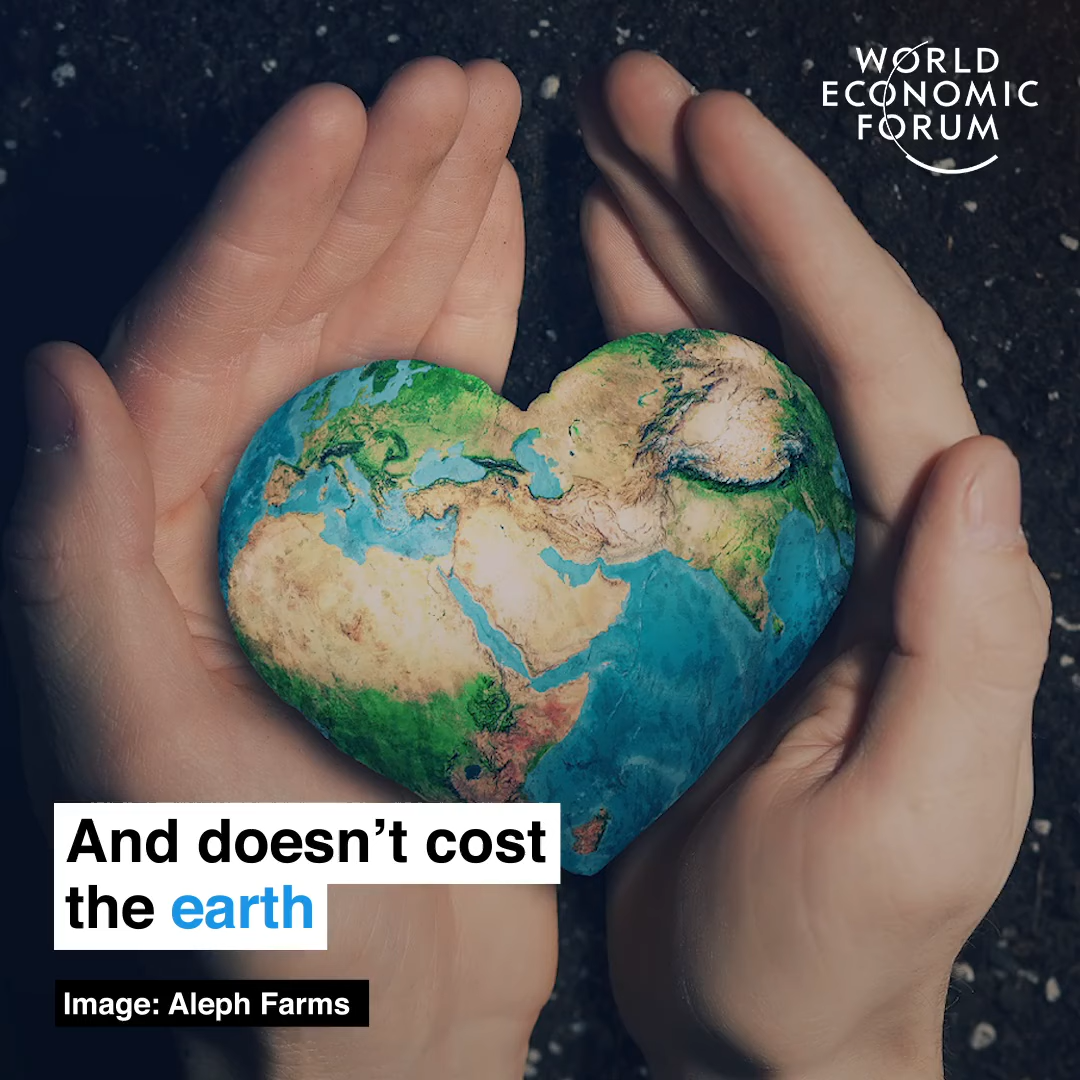 WORLD
ECONOMIC
FORUM
And doesn’t cost
the earth
Image: Aleph Farms